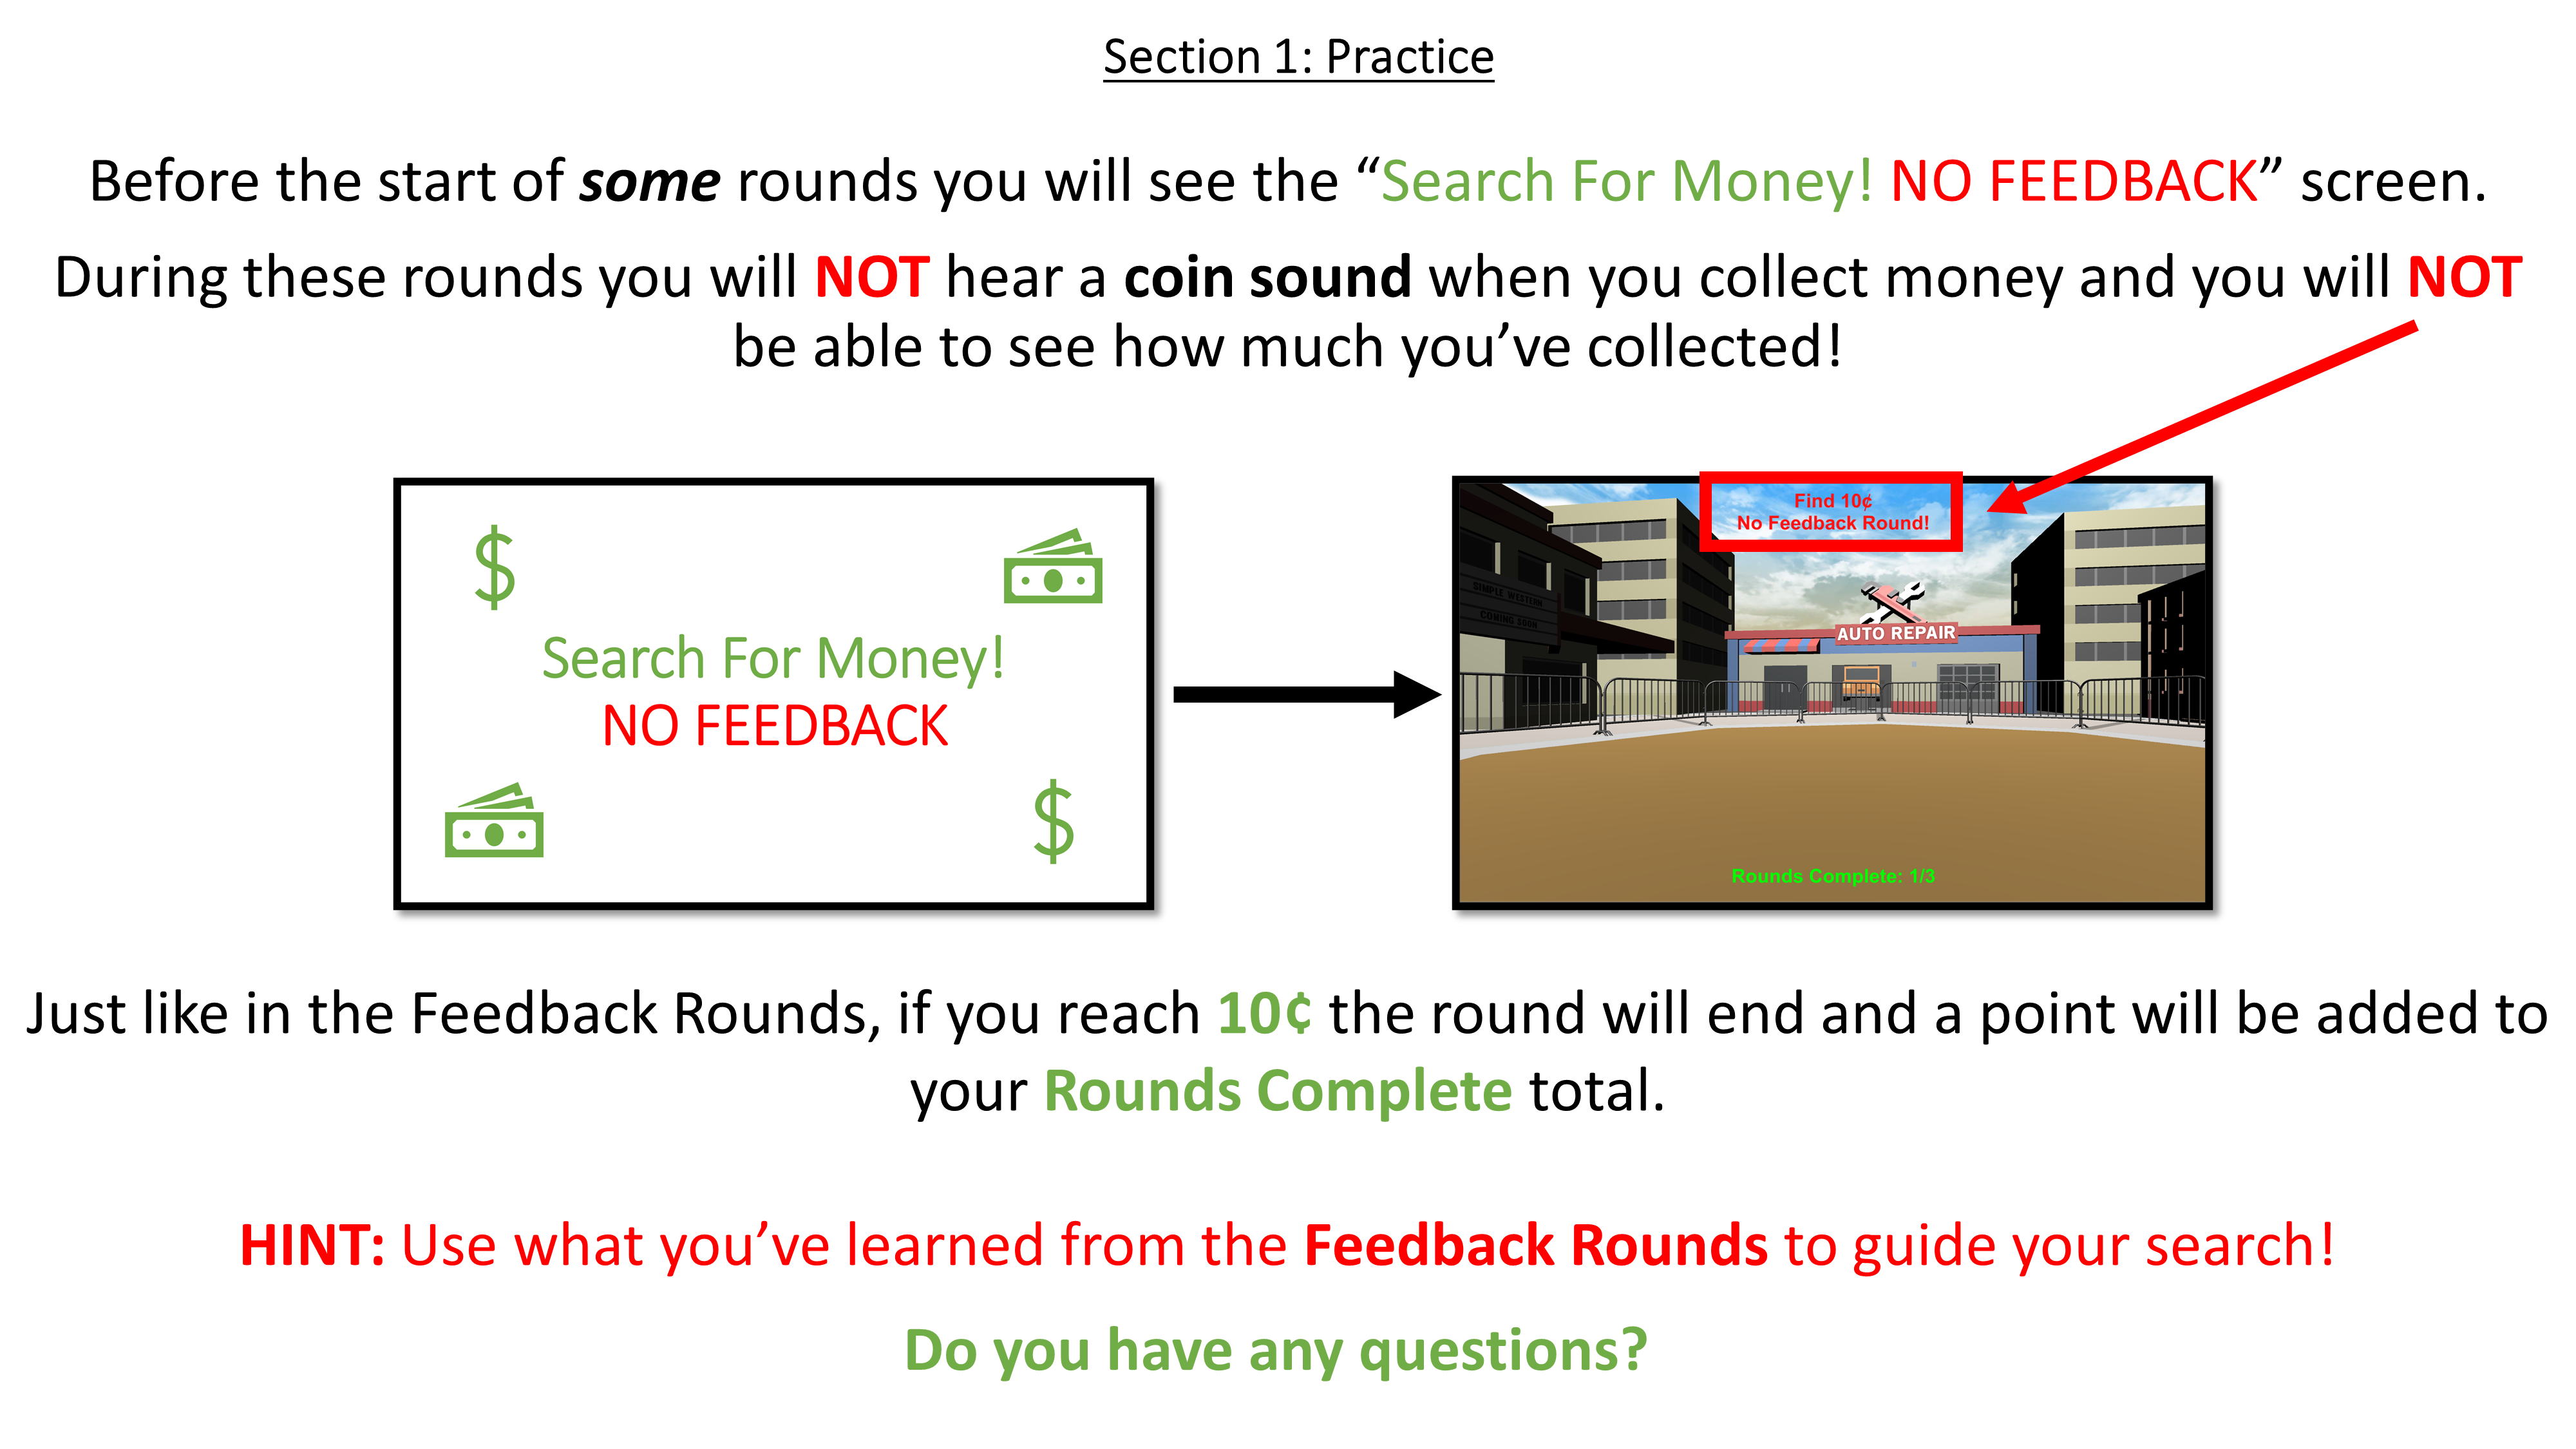 Section 1: Practice
Before the start of some rounds you will see the “Search For Money! NO FEEDBACK” screen.
During these rounds you will NOT hear a coin sound when you collect money and you will NOT
be able to see how much you’ve collected!
$
Search For Money!
NO FEEDBACK
$
Find 10¢
No Feedback Round!
SIMPLE WESTERN
COMING SOON
AUTO REPAIR
Rounds Complete: 1/3
Just like in the Feedback Rounds, if you reach 10¢ the round will end and a point will be added to
your Rounds Complete total.
HINT: Use what you’ve learned from the Feedback Rounds to guide your search!
Do you have any questions?